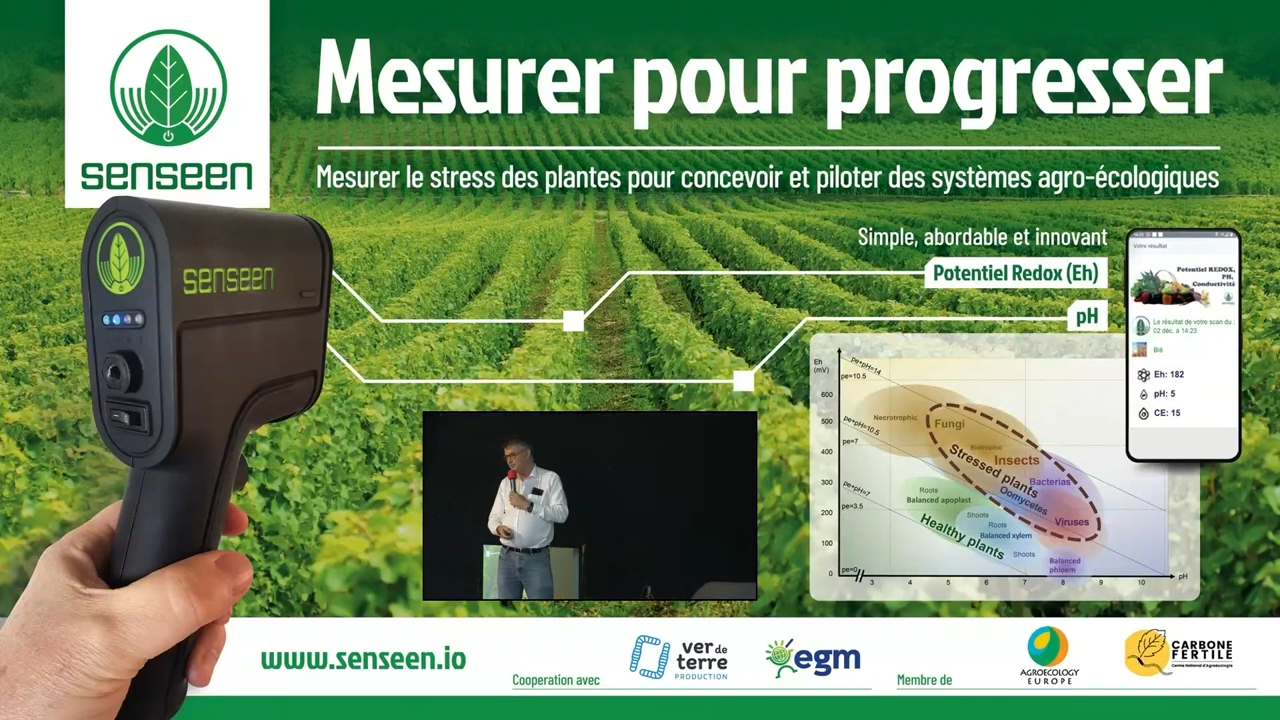 senseen
Mesurer pour progresser
Mesurer le stress des plantes pour concevoir et piloter des systèmes agro-écologiques
senseen
Simple, abordable et innovant
Potentiel Redox (Eh)
pH
Votre résultat
Potentiel REDOX,
PH,
Conductivité
senseen
Le résultat de votre scan du :
02 déc. à 14:23
Blé
Eh: 182
pH: 5
CE: 15
Eh
(mV)
pe+pH=14
pe=10.5
600
500
400
300
200
100
0
pe+pH=10.5
pe=7
pe+pH=7
pe=3.5
pe=0
Necrotrophic
Fungi
Biotrophic
Insects
Stressed plants
Bacterias
Oomycetes
Viruses
Roots
Balanced apoplast
Shoots
Roots
Balanced xylem
Healthy plants
Shoots
Balanced
phloem
3 4 5 6 7 8 9 10 pH
www.senseen.io
Cooperation avec
ver de
terre
PRODUCTION
egm
Membre de
AGROECOLOGY
EUROPE
CARBONE
FERTILE
Centre National d'Agroécologie